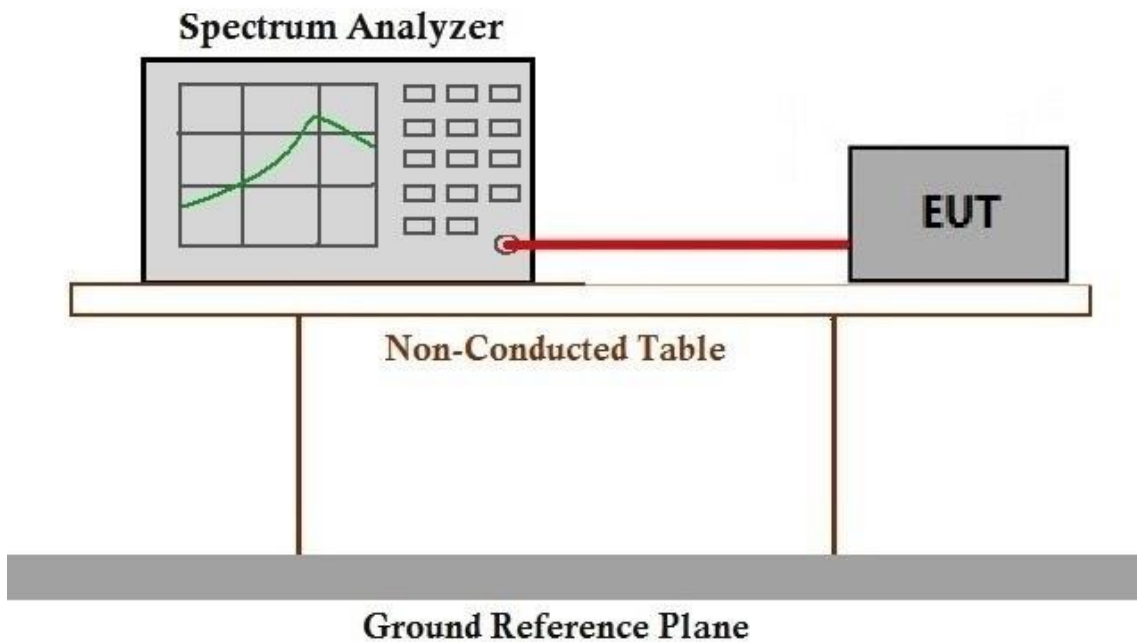 Spectrum Analyzer
EUT
Non-Conducted Table
Ground Reference Plane